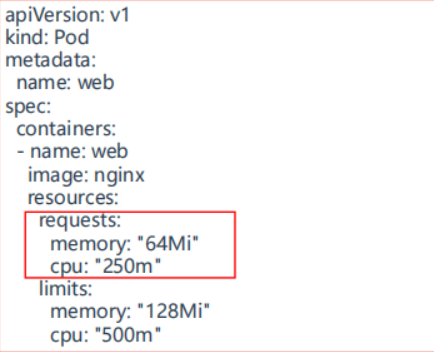 apiVersion: v1
kind: Pod
metadata:
  name: web
spec:
  containers:
  - name: web
    image: nginx
    resources:
      requests:
        memory: "64Mi"
        cpu: "250m"
      limits:
        memory: "128Mi"
        cpu: "500m"